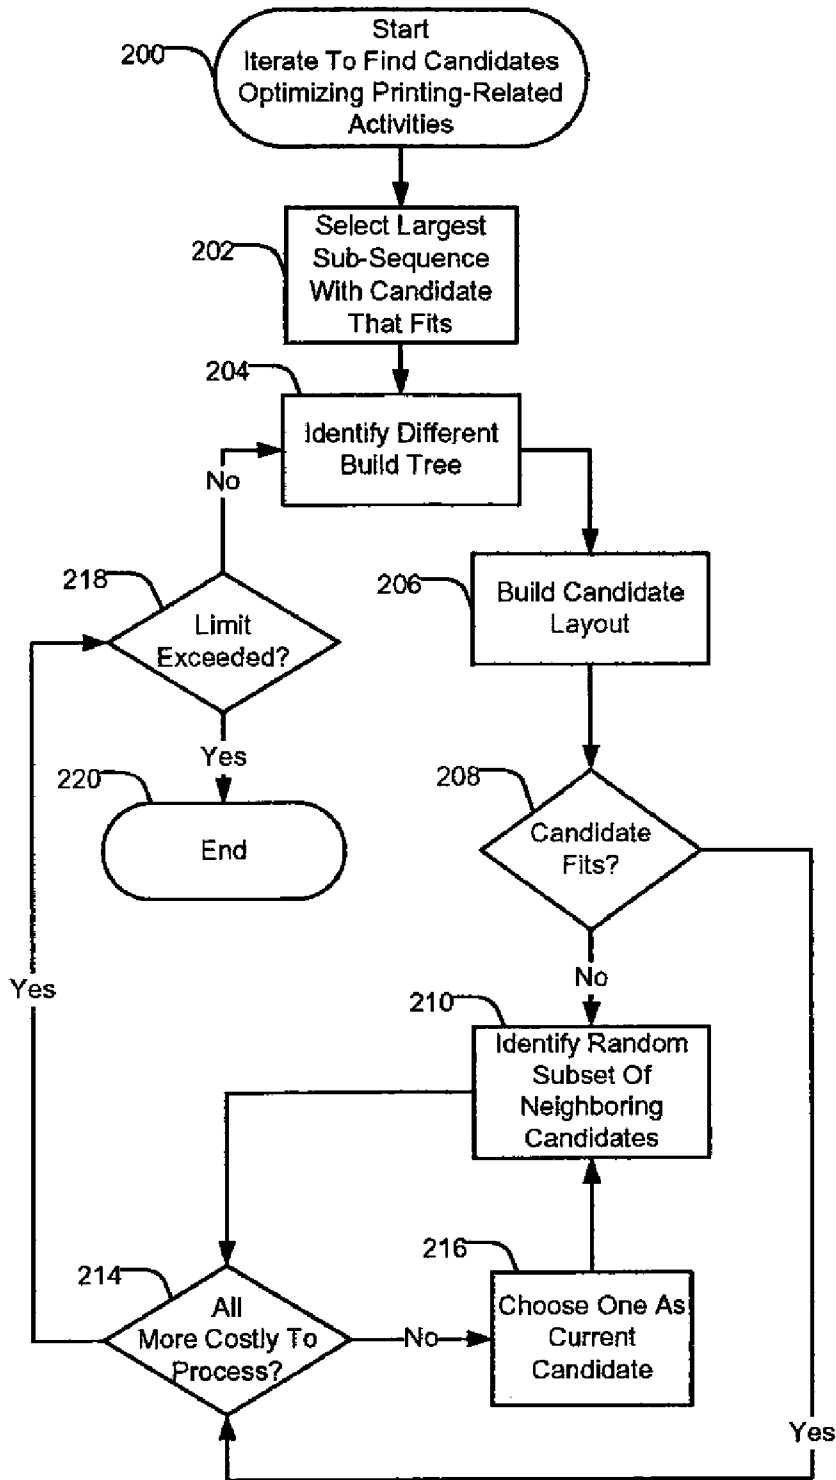 200
Start
Iterate To Find Candidates
Optimizing Printing-Related
Activities
202
Select Largest
Sub-Sequence
With Candidate
That Fits
204
Identify Different
Build Tree
No
206
Build Candidate
Layout
218
Limit
Exceeded?
Yes
220
End
208
Candidate
Fits?
No
Yes
210
Identify Random
Subset Of
Neighboring
Candidates
214
All
More Costly To
Process?
No
216
Choose One As
Current
Candidate
Yes